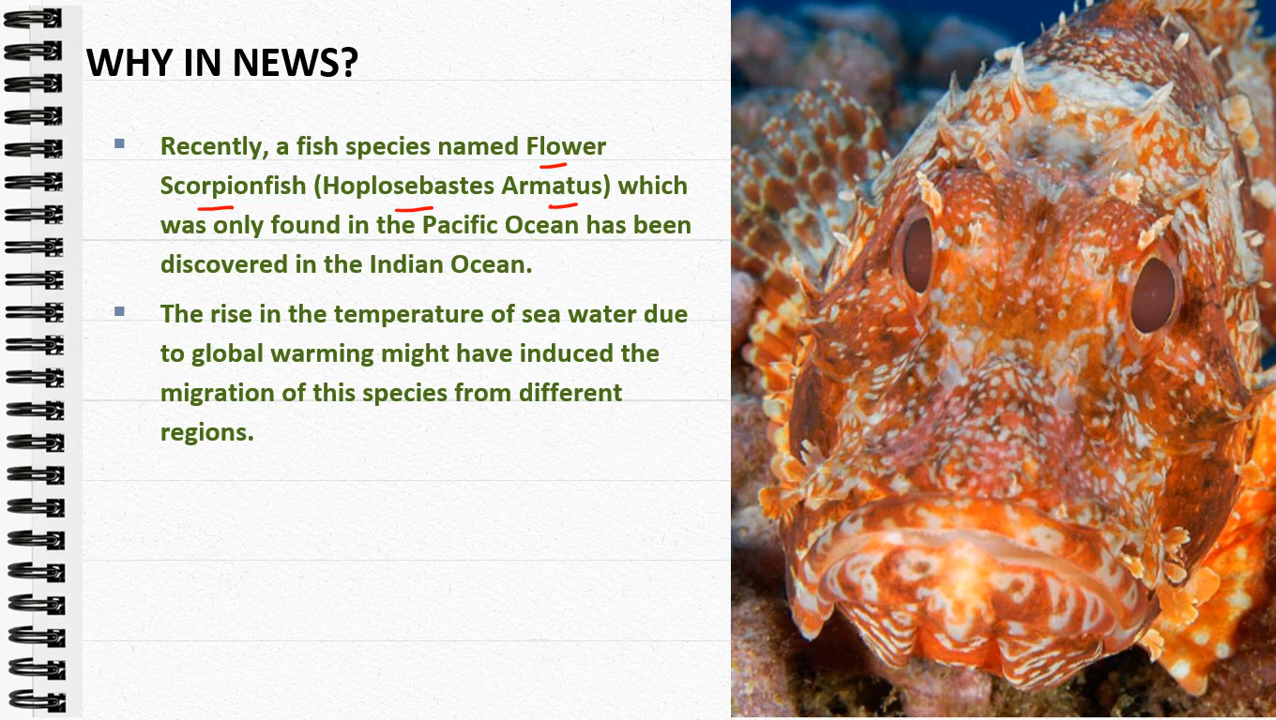 WHY IN NEWS?
Recently, a fish species named Flower
Scorpionfish (Hoplosebastes Armatus) which
was only found in the Pacific Ocean has been
discovered in the Indian Ocean.
The rise in the temperature of sea water due
to global warming might have induced the
migration of this species from different
regions.